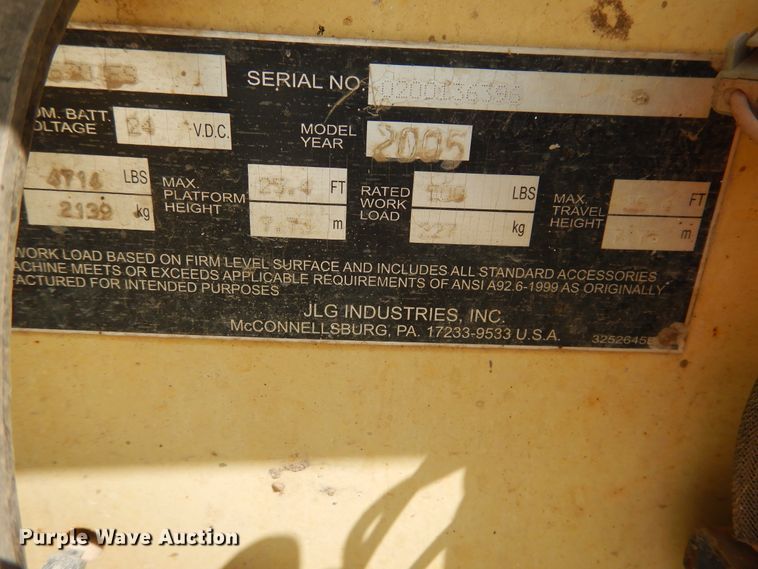 SERIAL NO. 0200136396
OM. BATT. OLTAGE 24 V.D.C.
MODEL YEAR 2005
4714 LBS
2139 kg
MAX. PLATFORM HEIGHT 25.4 FT
m
RATED WORK LOAD LBS
227 kg
MAX. TRAVEL HEIGHT FT
m
WORK LOAD BASED ON FIRM LEVEL SURFACE AND INCLUDES ALL STANDARD ACCESSORIES
ACHINE MEETS OR EXCEEDS APPLICABLE REQUIREMENTS OF ANSI A92.6-1999 AS ORIGINALLY
FACTURED FOR INTENDED PURPOSES
JLG INDUSTRIES, INC.
McCONNELLSBURG, PA. 17233-9533 U.S.A.
3252645
Purple Wave Auction